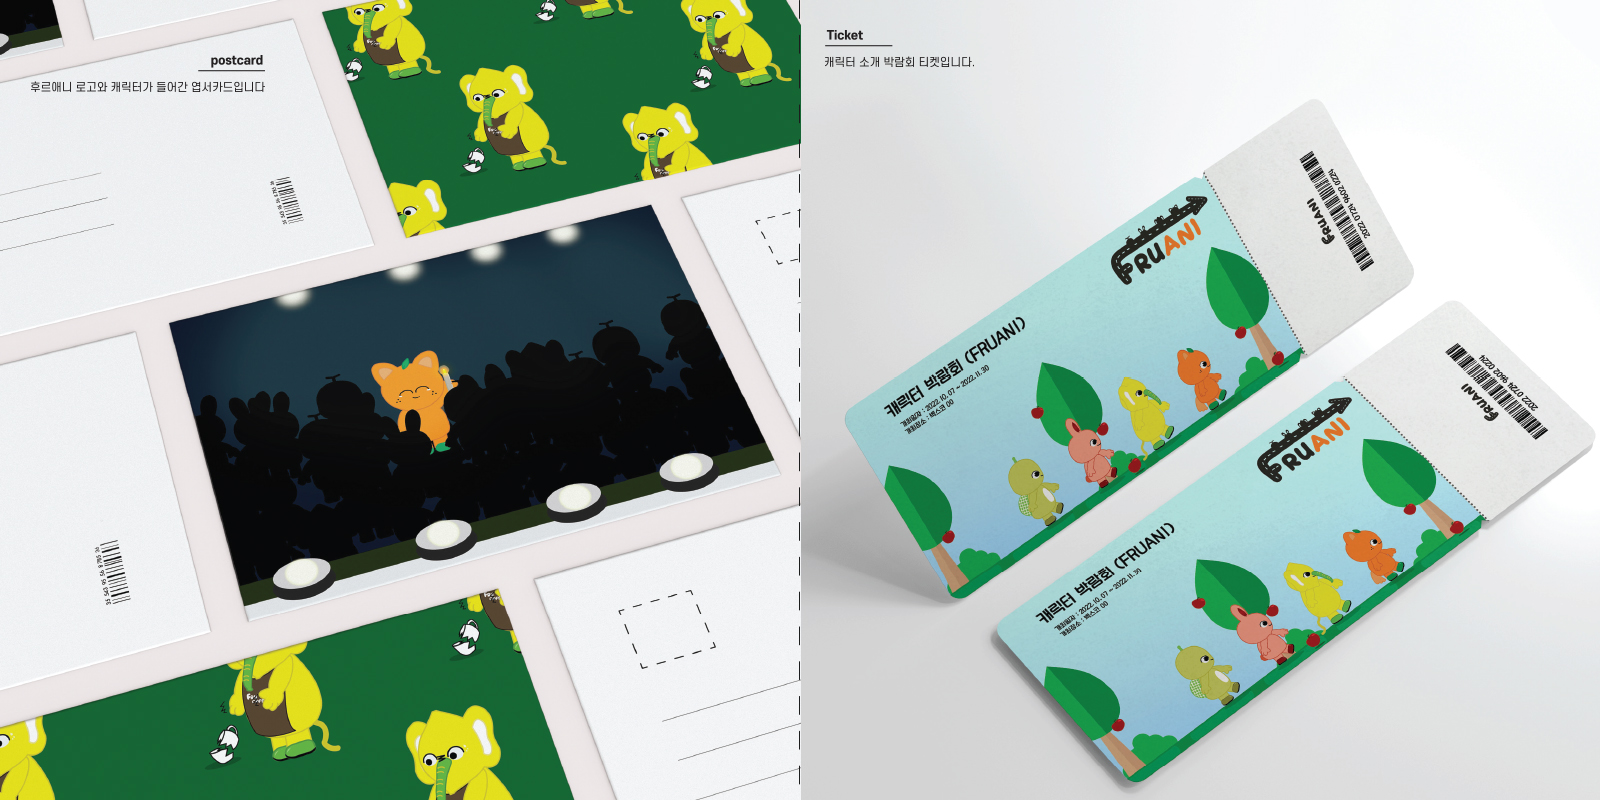 postcard
후르애니 로고와 캐릭터가 들어간 엽서카드입니다
Ticket
캐릭터 소개 박람회 티켓입니다.
FRUANI
캐릭터 박람회 (FRUANI)
개최일자 : 2022. 10. 07 ~ 2022. 11. 30
개최장소 : 벡스코 00
2022 0724 9602 0224
FRUANI
FRUANI
캐릭터 박람회 (FRUANI)
개최일자 : 2022. 10. 07 ~ 2022. 11. 30
개최장소 : 벡스코 00
2022 0724 9602 0224
FRUANI